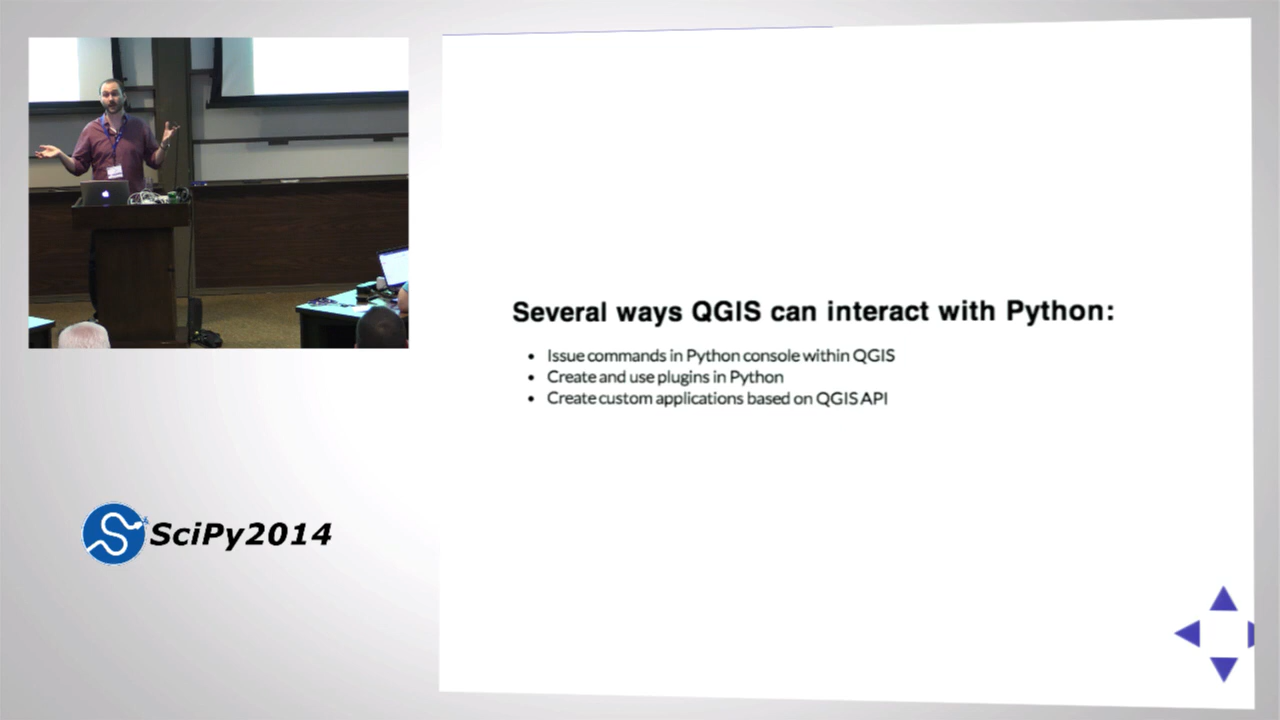 Several ways QGIS can interact with Python:
• Issue commands in Python console within QGIS
• Create and use plugins in Python
• Create custom applications based on QGIS API
SciPy2014